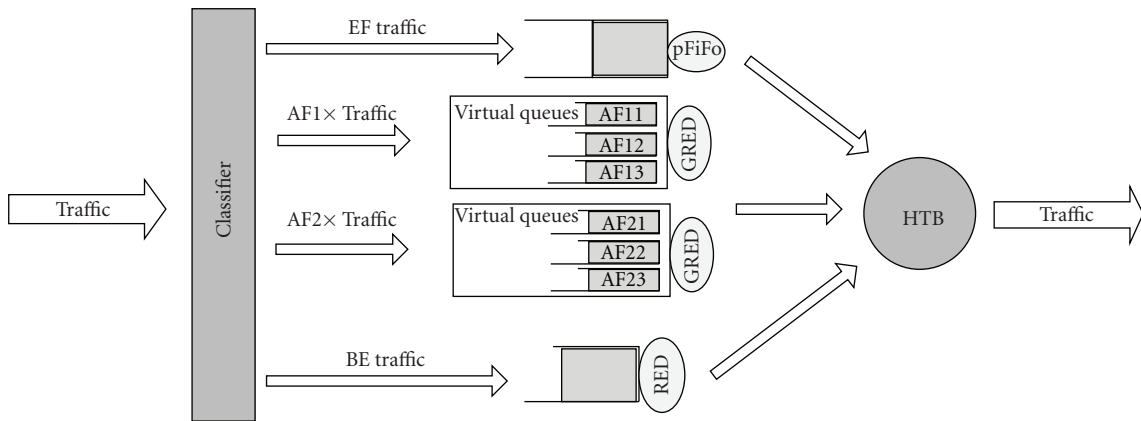 EF traffic
pFiFo
AF1× Traffic
Virtual queues
AF11
AF12
AF13
GRED
Traffic
Classifier
AF2× Traffic
Virtual queues
AF21
AF22
AF23
GRED
HTB
Traffic
BE traffic
RED